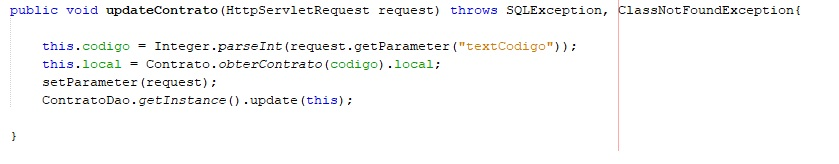 public void updateContrato(HttpServletRequest request) throws SQLException, ClassNotFoundException{
this.codigo = Integer.parseInt(request.getParameter("textCodigo"));
this.local = Contrato.obterContrato(codigo).local;
setParameter(request);
ContratoDao.getInstance().update(this);
}